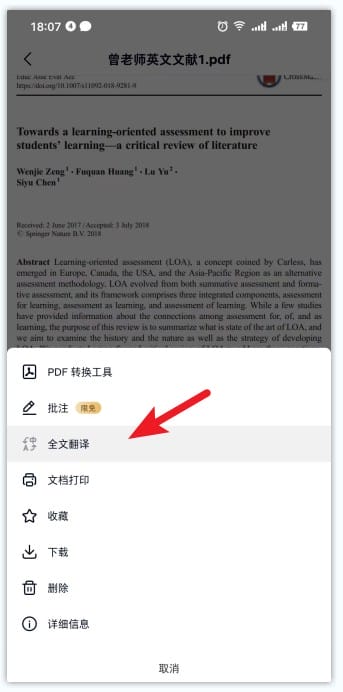 18:07
77
曾老师英文文献1.pdf
Educ Asse Eval Acc
https://doi.org/10.1007/s11092-018-9281-9
Towards a learning-oriented assessment to improve
students' learning—a critical review of literature
Wenjie Zeng1 · Fuquan Huang1 · Lu Yu2 ·
Siyu Chen1
Received: 2 June 2017 / Accepted: 3 July 2018
© Springer Nature B.V. 2018
Abstract Learning-oriented assessment (LOA), a concept coined by Carless, has
emerged in Europe, Canada, the USA, and the Asia-Pacific Region as an alternative
assessment methodology. LOA evolved from both summative assessment and forma-
tive assessment, and its framework comprises three integrated components, assessment
for learning, assessment as learning, and assessment of learning. While a few studies
have provided information about the connections among assessment for, of, and as
learning, the purpose of this review is to summarize what is state of the art of LOA, and
we aim to examine the history and the nature as well as the strategy of developing
PDF 转换工具
批注 限免
全文翻译
文档打印
收藏
下载
删除
详细信息
取消